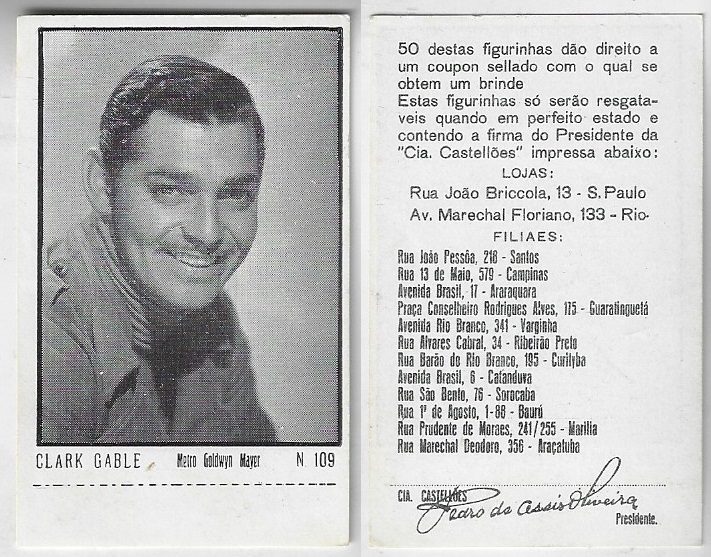 CLARK GABLE Metro Goldwyn Mayer N 109
50 destas figurinhas dão direito a
um coupon sellado com o qual se
obtem um brinde
Estas figurinhas só serão resgata-
veis quando em perfeito estado e
contendo a firma do Presidente da
"Cia. Castellões" impressa abaixo:
LOJAS:
Rua João Briccola, 13 - S. Paulo
Av. Marechal Floriano, 133 - Rio-
FILIAES:
Rua João Pessôa, 218 - Santos
Rua 13 de Maio, 579 - Campinas
Avenida Brasil, 17 - Araraquara
Praça Conselheiro Rodrigues Alves, 175 - Guaratinguetá
Avenida Rio Branco, 341 - Varginha
Rua Alvares Cabral, 34 - Ribeirão Preto
Rua Barão do Rio Branco, 195 - Curityba
Avenida Brasil, 6 - Catanduva
Rua São Bento, 76 - Sorocaba
Rua 1º de Agosto, 1-88 - Baurú
Rua Prudente de Moraes, 241/255 - Marilia
Rua Marechal Deodoro, 356 - Araçatuba
CIA. CASTELLÕES
Pedro de Assis Oliveira
Presidente.